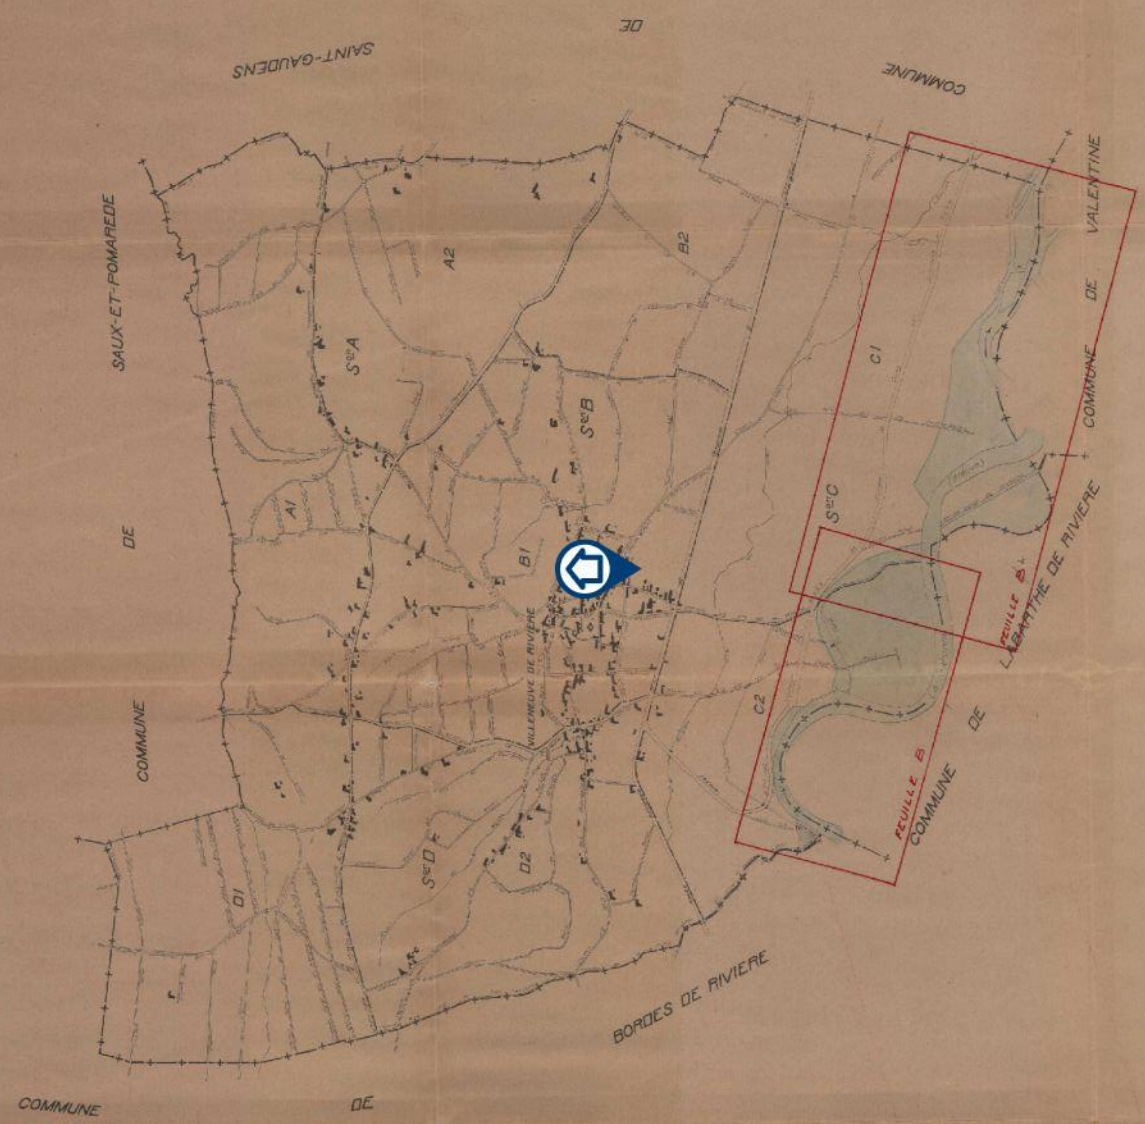 DE
SAINT-GAUDENS
COMMUNE
SAUX-ET-POMAREDE
DE
COMMUNE
VALENTINE
DE
COMMUNE
A2
B2
Sᵒⁿ A
C1
Sᵒⁿ B
A1
Sᵒⁿ C
B1
VILLENEUVE DE RIVIERE
FEUILLE B
LABARTHE DE RIVIERE
DE
COMMUNE
C2
FEUILLE B
Sᵒⁿ D
D2
D1
BORDES DE RIVIERE
DE
COMMUNE